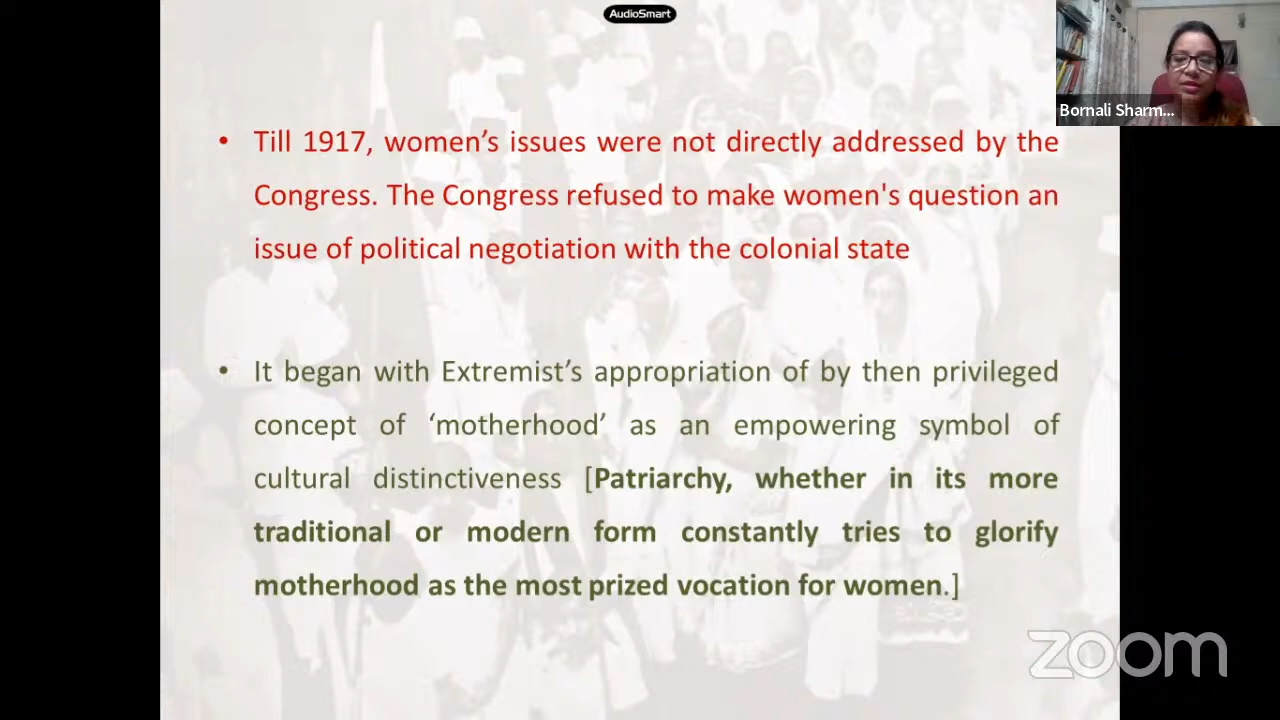 AudioSmart
Bornali Sharm...
• Till 1917, women’s issues were not directly addressed by the
Congress. The Congress refused to make women's question an
issue of political negotiation with the colonial state
• It began with Extremist’s appropriation of by then privileged
concept of ‘motherhood’ as an empowering symbol of
cultural distinctiveness [Patriarchy, whether in its more
traditional or modern form constantly tries to glorify
motherhood as the most prized vocation for women.]
zoom